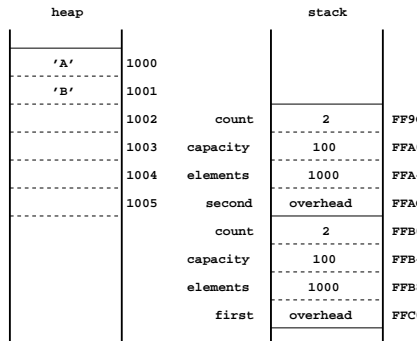 heap stack
'A' 1000
'B' 1001
1002 count 2
1003 capacity 100
1004 elements 1000
1005 second overhead
count 2
capacity 100
elements 1000
first overhead